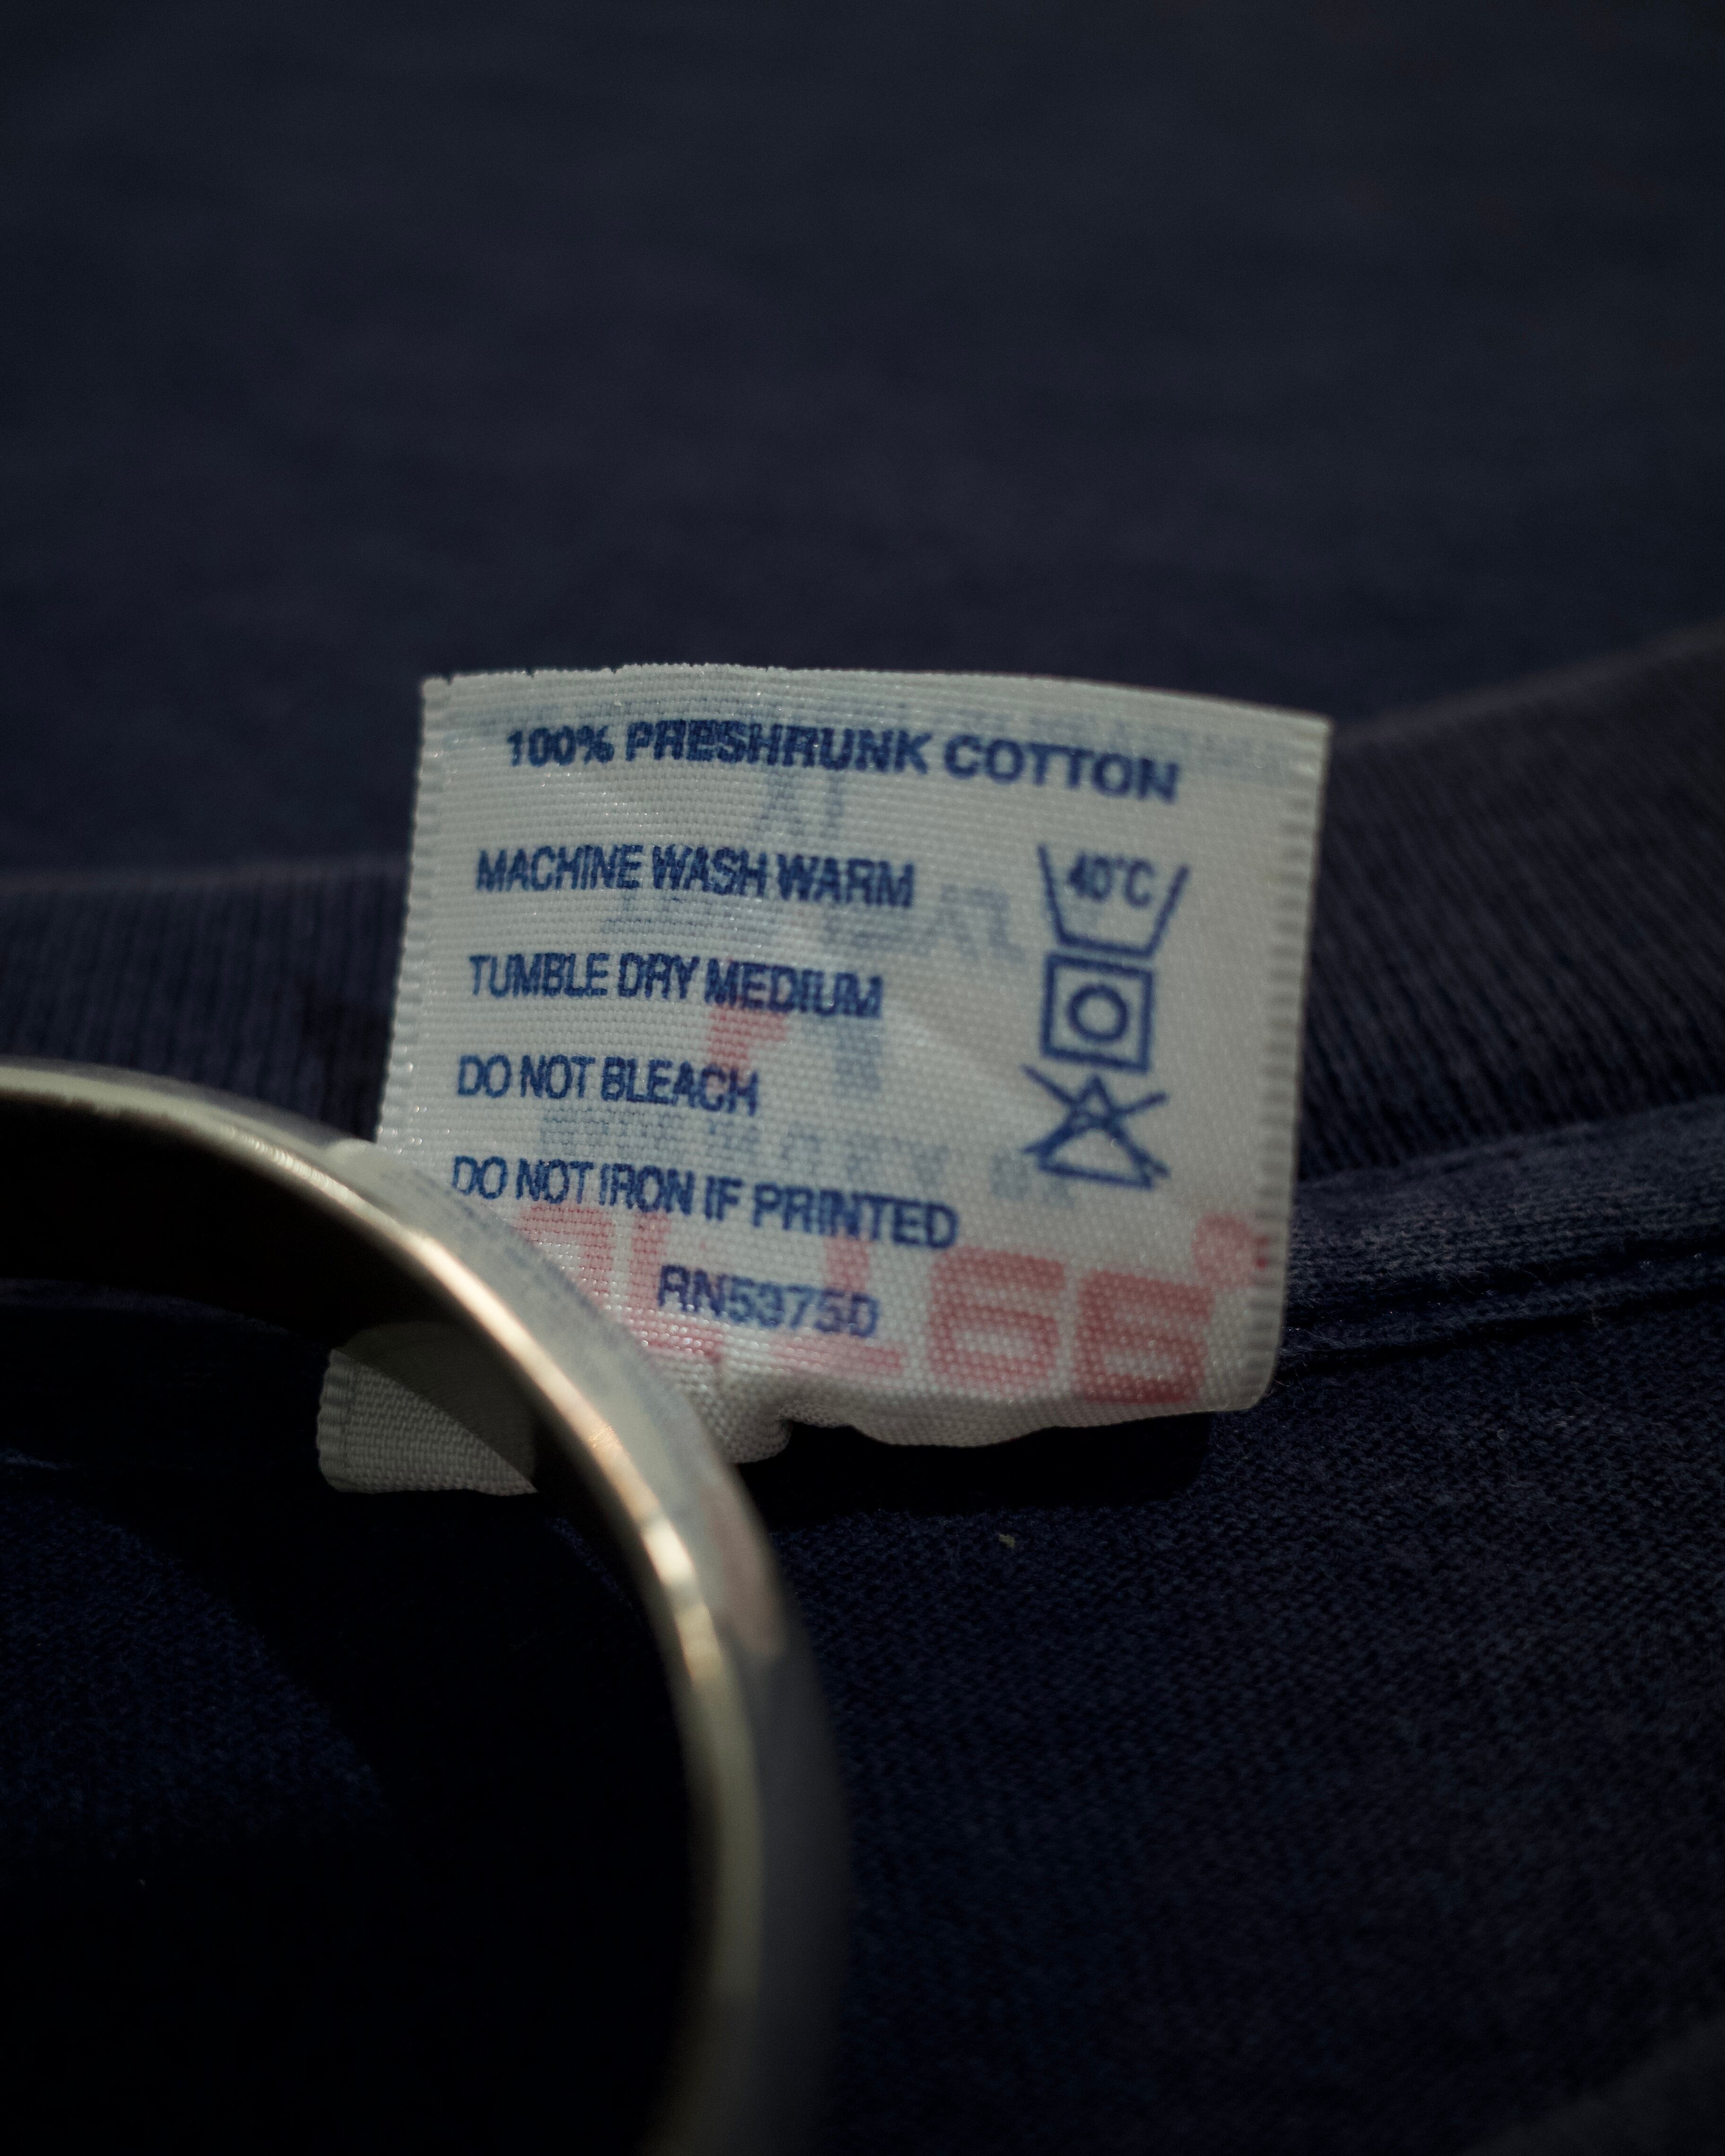 100% PRESHRUNK COTTON
MACHINE WASH WARM
40°C
TUMBLE DRY MEDIUM
DO NOT BLEACH
DO NOT IRON IF PRINTED
RN53750